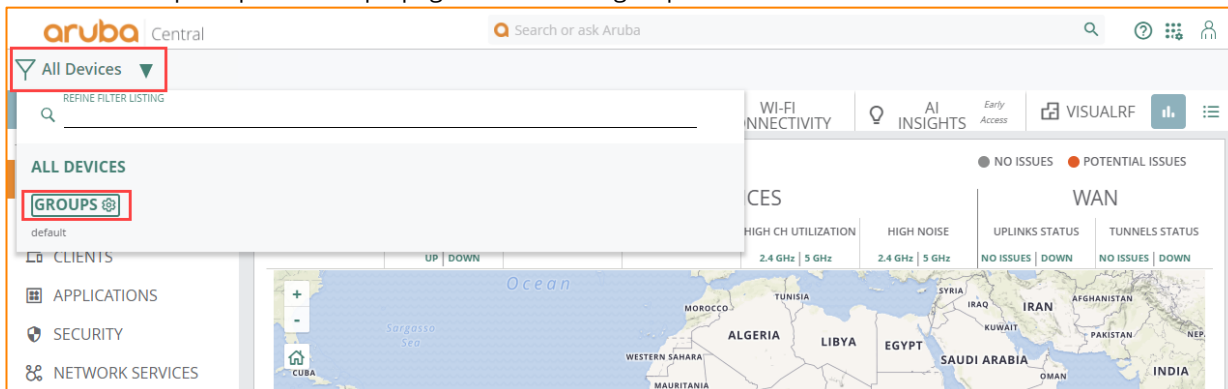 aruba Central
Search or ask Aruba
All Devices ▼
REFINE FILTER LISTING
WI-FI
NNECTIVITY
AI
INSIGHTS
Early
Access
VISUALRF
ALL DEVICES
NO ISSUES
POTENTIAL ISSUES
GROUPS
default
CES
WAN
HIGH CH UTILIZATION
HIGH NOISE
UPLINKS STATUS
TUNNELS STATUS
CLIENTS
UP | DOWN
2.4 GHz | 5 GHz
2.4 GHz | 5 GHz
NO ISSUES | DOWN
NO ISSUES | DOWN
APPLICATIONS
SECURITY
NETWORK SERVICES
+
-
Ocean
Sargasso
Sea
CUBA
MOROCCO
TUNISIA
SYRIA
IRAQ
IRAN
AFGHANISTAN
KUWAIT
PAKISTAN
NEP
ALGERIA
LIBYA
EGYPT
WESTERN SAHARA
SAUDI ARABIA
OMAN
INDIA
MAURITANIA